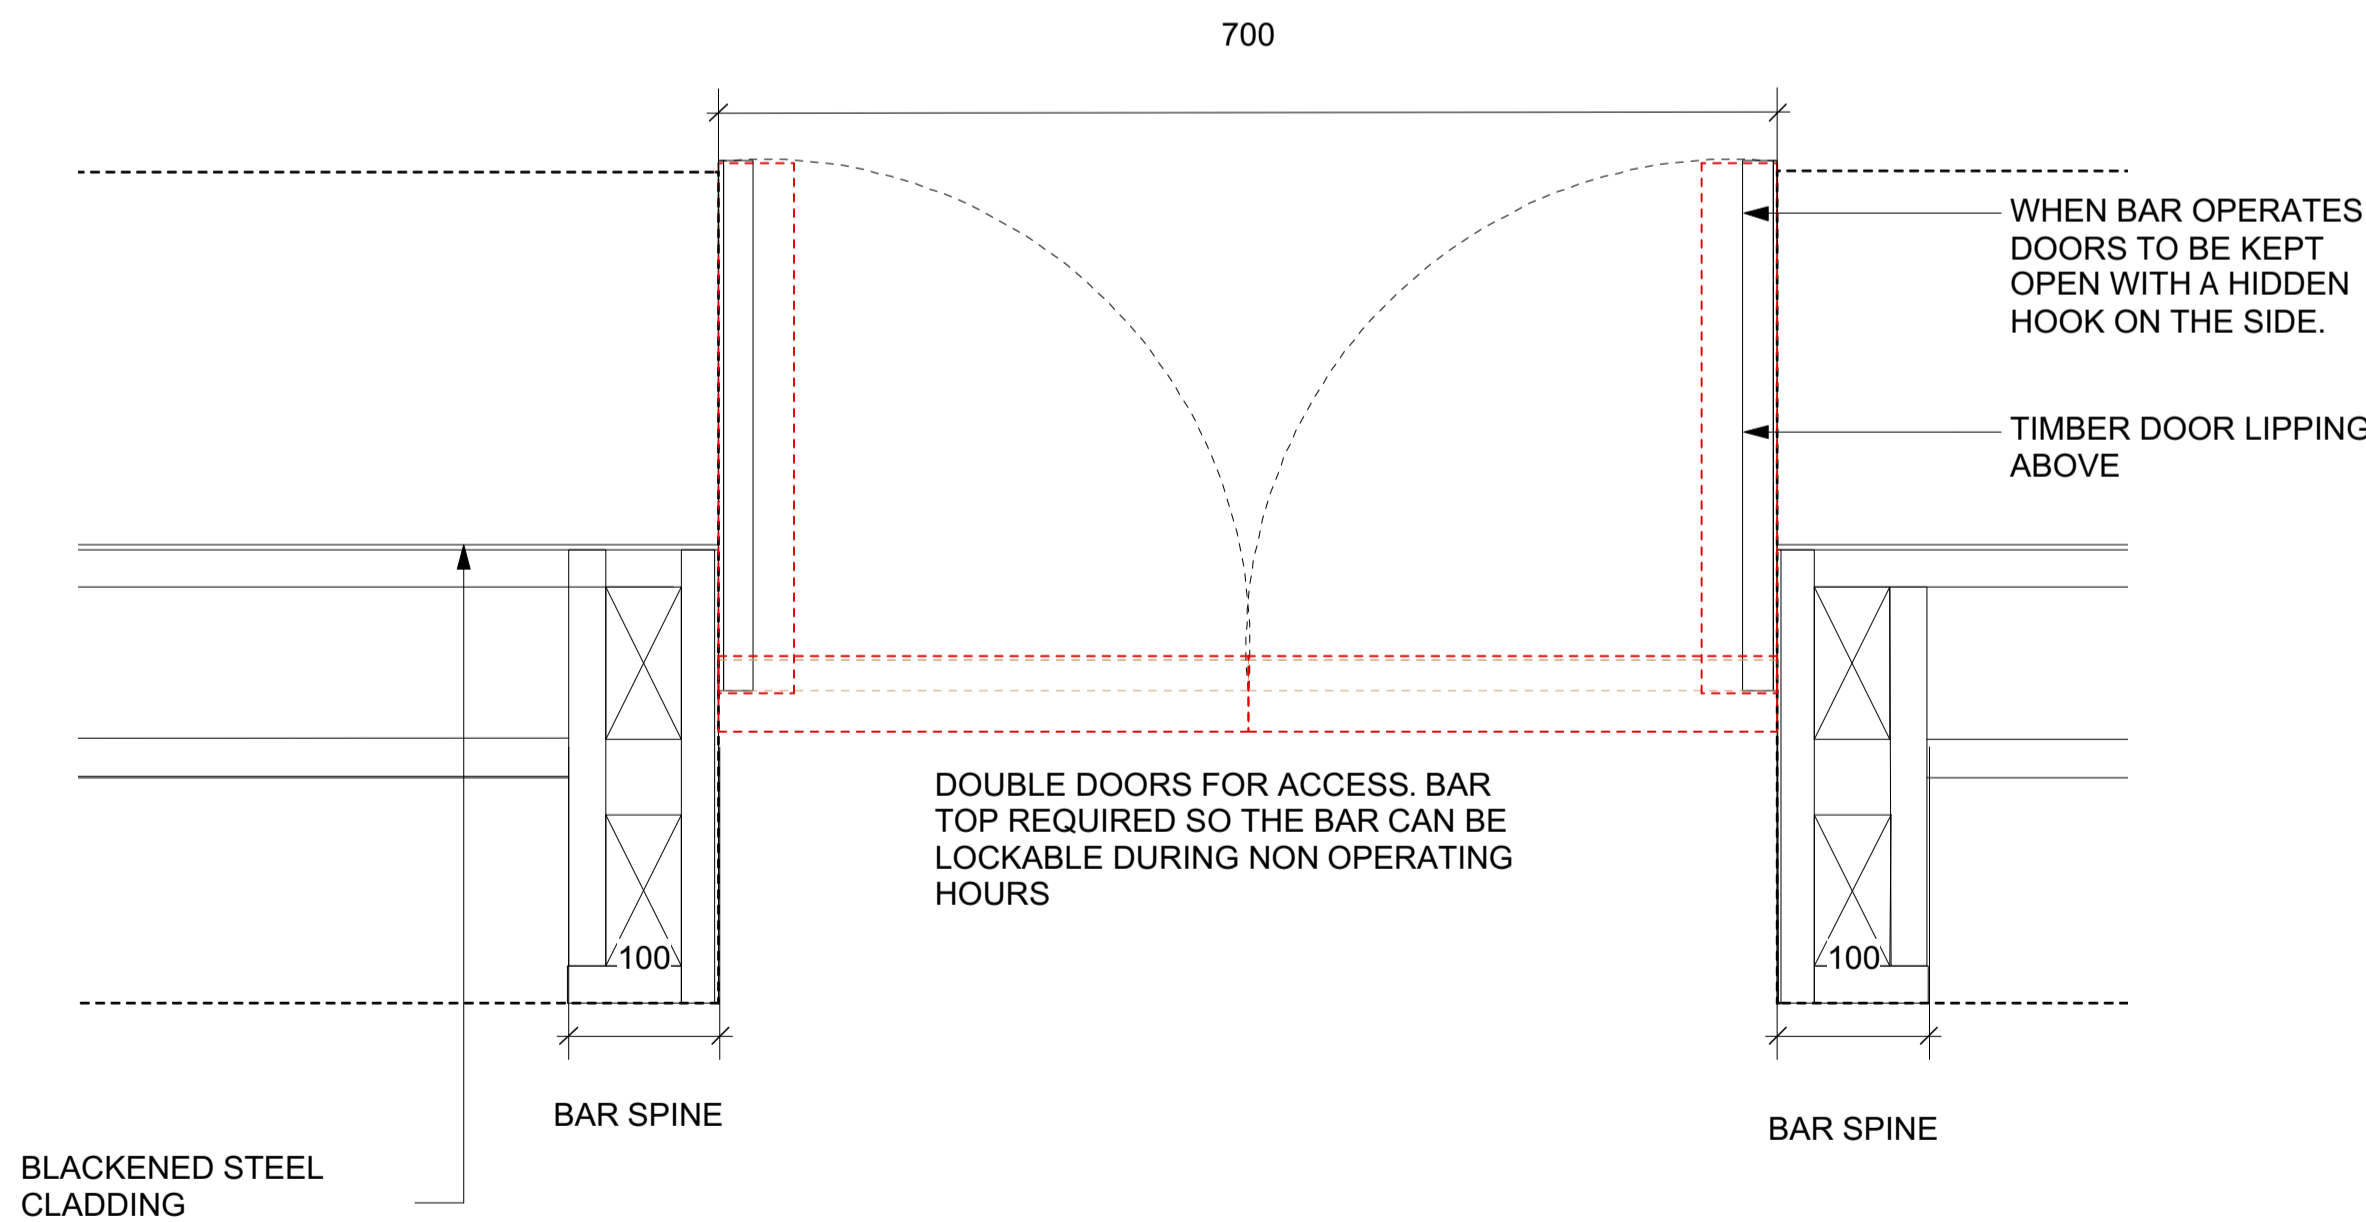 700
WHEN BAR OPERATES
DOORS TO BE KEPT
OPEN WITH A HIDDEN
HOOK ON THE SIDE.
TIMBER DOOR LIPPING
ABOVE
DOUBLE DOORS FOR ACCESS. BAR
TOP REQUIRED SO THE BAR CAN BE
LOCKABLE DURING NON OPERATING
HOURS
100
100
BAR SPINE
BAR SPINE
BLACKENED STEEL
CLADDING